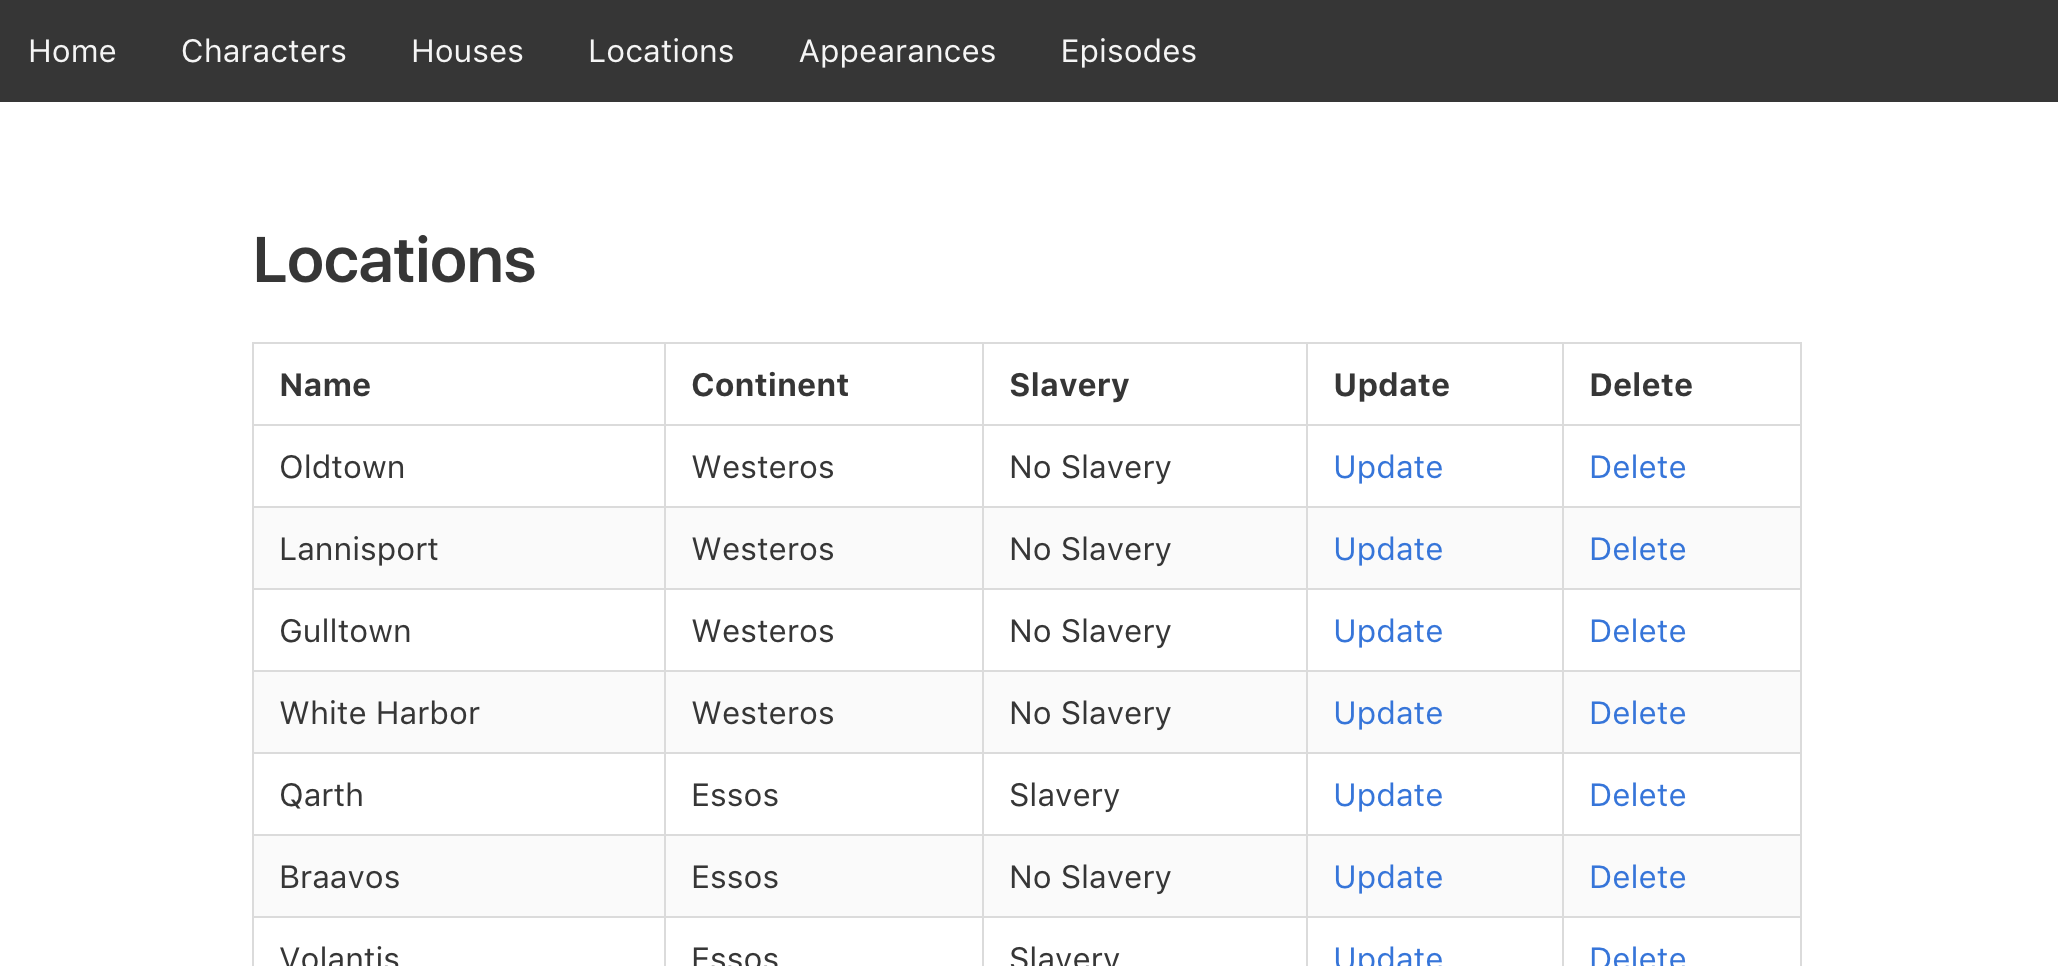 Home Characters Houses Locations Appearances Episodes
Locations
Name Continent Slavery Update Delete
Oldtown Westeros No Slavery Update Delete
Lannisport Westeros No Slavery Update Delete
Gulltown Westeros No Slavery Update Delete
White Harbor Westeros No Slavery Update Delete
Qarth Essos Slavery Update Delete
Braavos Essos No Slavery Update Delete
Volantis Essos Slavery Update Delete